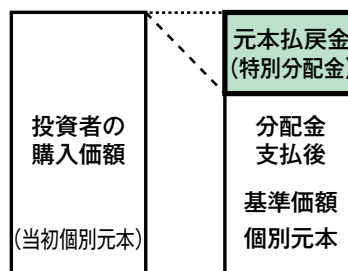 投資者の
購入価額
(当初個別元本)
元本払戻金
(特別分配金)
分配金
支払後
基準価額
個別元本